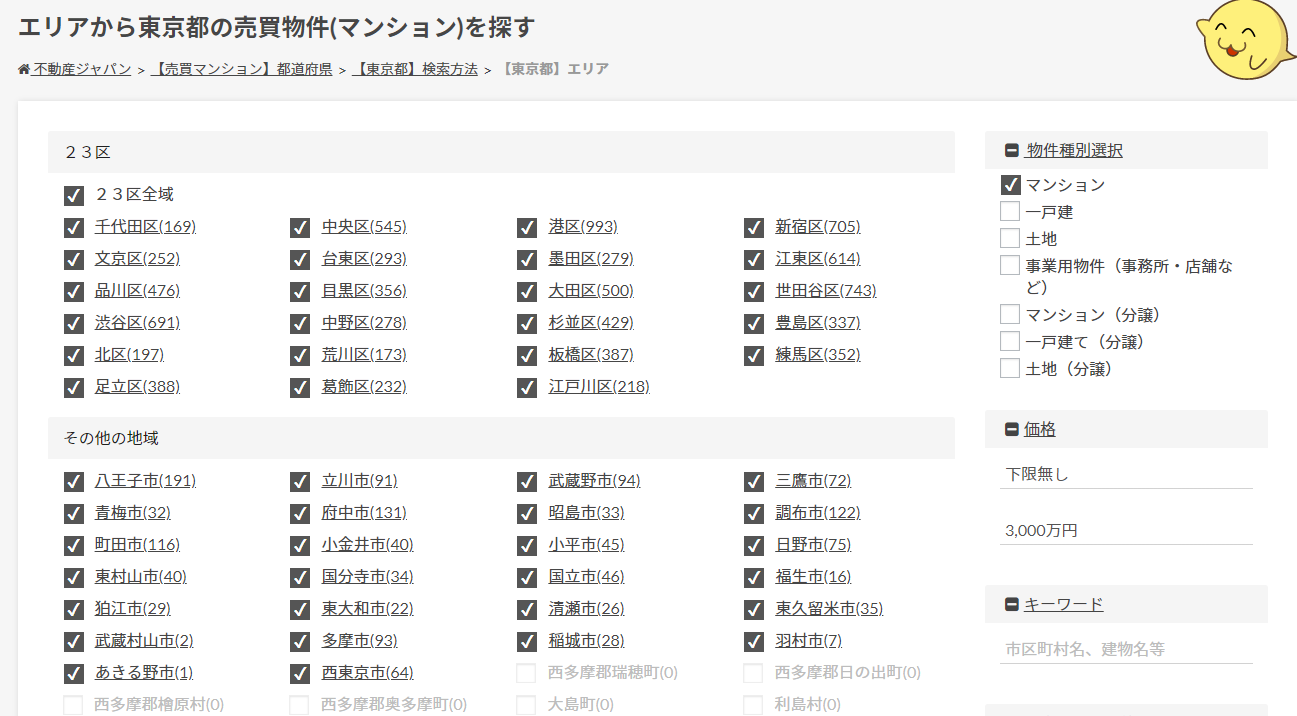 エリアから東京都の売買物件(マンション)を探す
不動産ジャパン > 【売買マンション】都道府県 > 【東京都】検索方法 > 【東京都】エリア
２３区
２３区全域
千代田区(169) 中央区(545) 港区(993) 新宿区(705)
文京区(252) 台東区(293) 墨田区(279) 江東区(614)
品川区(476) 目黒区(356) 大田区(500) 世田谷区(743)
渋谷区(691) 中野区(278) 杉並区(429) 豊島区(337)
北区(197) 荒川区(173) 板橋区(387) 練馬区(352)
足立区(388) 葛飾区(232) 江戸川区(218)
その他の地域
八王子市(191) 立川市(91) 武蔵野市(94) 三鷹市(72)
青梅市(32) 府中市(131) 昭島市(33) 調布市(122)
町田市(116) 小金井市(40) 小平市(45) 日野市(75)
東村山市(40) 国分寺市(34) 国立市(46) 福生市(16)
狛江市(29) 東大和市(22) 清瀬市(26) 東久留米市(35)
武蔵村山市(2) 多摩市(93) 稲城市(28) 羽村市(7)
あきる野市(1) 西東京市(64) 西多摩郡瑞穂町(0) 西多摩郡日の出町(0)
西多摩郡檜原村(0) 西多摩郡奥多摩町(0) 大島町(0) 利島村(0)
物件種別選択
マンション
一戸建
土地
事業用物件（事務所・店舗な
ど）
マンション（分譲）
一戸建て（分譲）
土地（分譲）
価格
下限無し
3,000万円
キーワード
市区町村名、建物名等